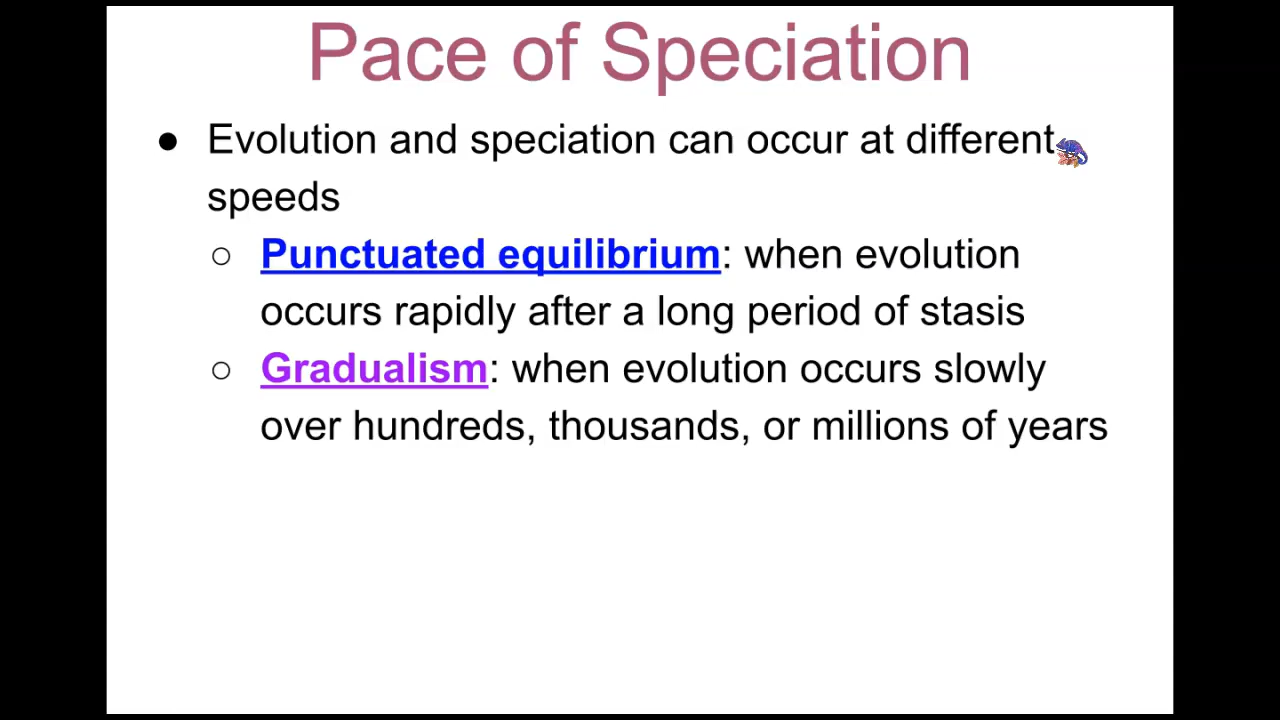 Pace of Speciation
● Evolution and speciation can occur at different
speeds
○ Punctuated equilibrium: when evolution
occurs rapidly after a long period of stasis
○ Gradualism: when evolution occurs slowly
over hundreds, thousands, or millions of years